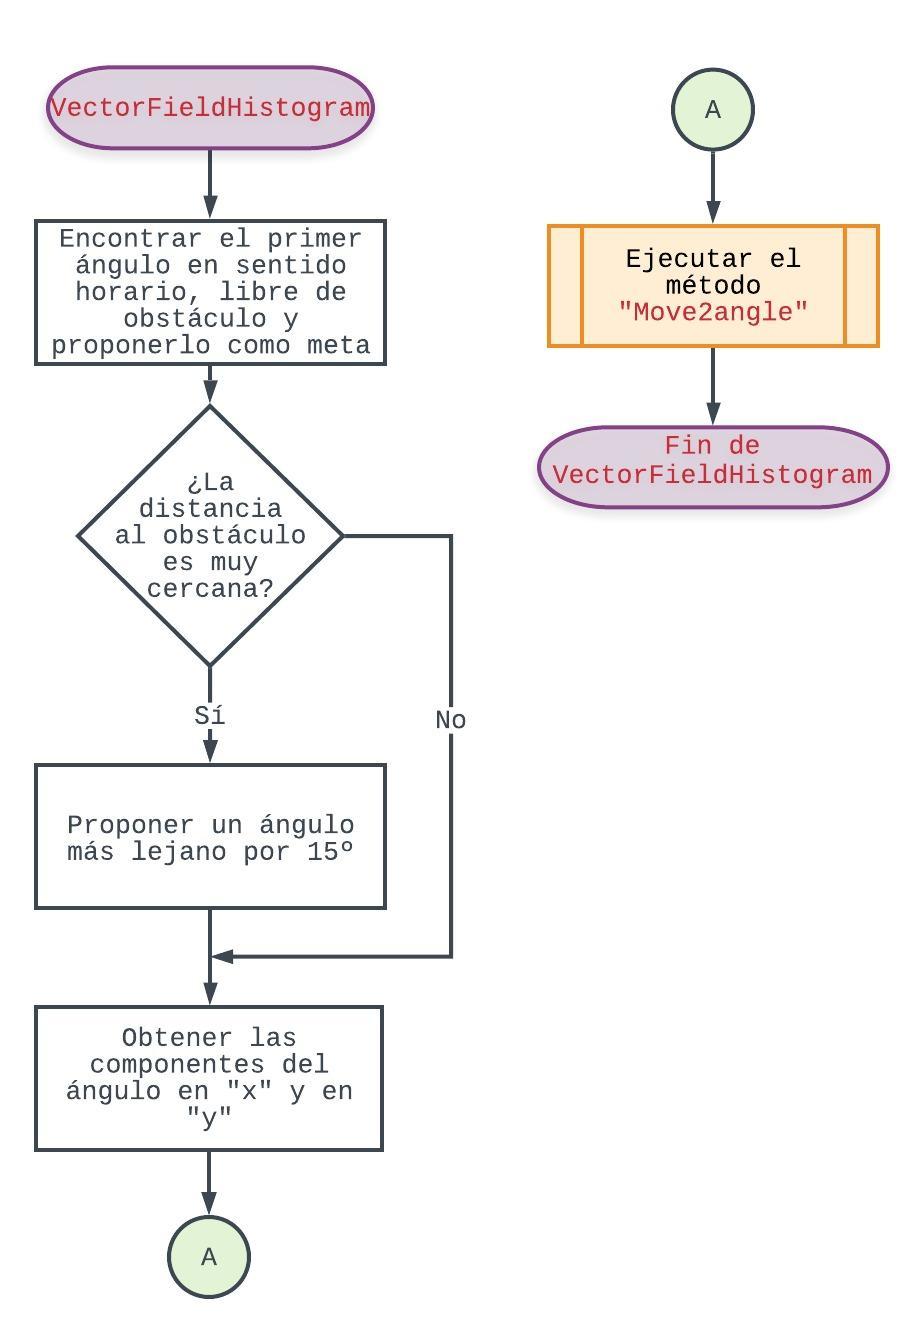 VectorFieldHistogram
Encontrar el primer
ángulo en sentido
horario, libre de
obstáculo y
proponerlo como meta
¿La
distancia
al obstáculo
es muy
cercana?
Sí
No
Proponer un ángulo
más lejano por 15º
Obtener las
componentes del
ángulo en "x" y en
"y"
A
A
Ejecutar el
método
"Move2angle"
Fin de
VectorFieldHistogram